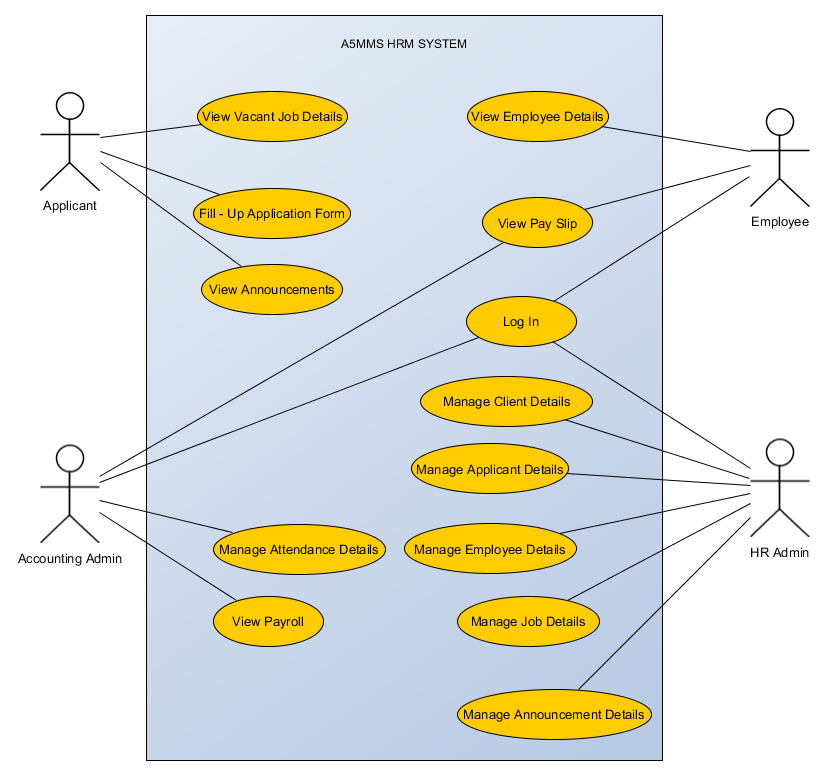 A5MMS HRM SYSTEM
View Vacant Job Details
View Employee Details
Applicant
Fill - Up Application Form
View Pay Slip
Employee
View Announcements
Log In
Manage Client Details
Manage Applicant Details
Accounting Admin
Manage Attendance Details
Manage Employee Details
HR Admin
View Payroll
Manage Job Details
Manage Announcement Details